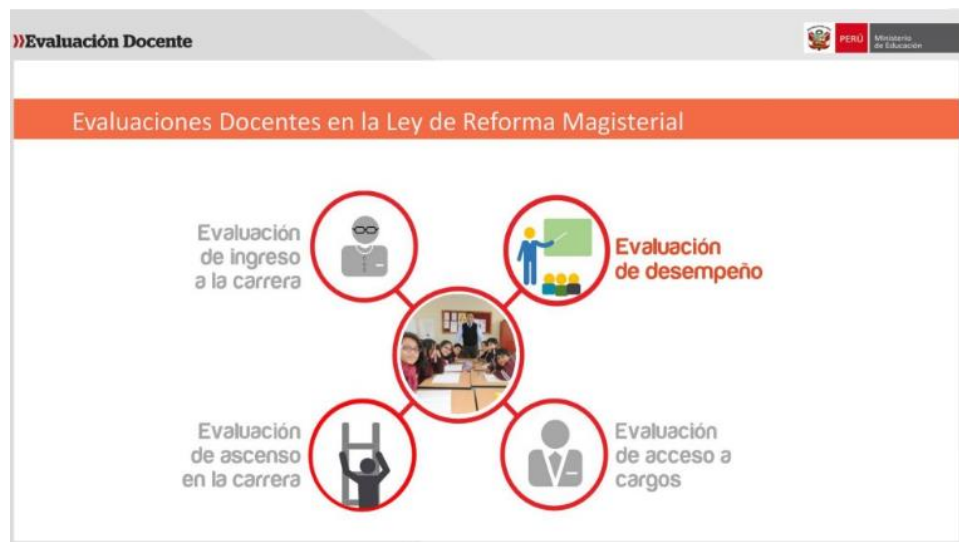 ))Evaluación Docente
PERÚ
Ministerio
de Educación
Evaluaciones Docentes en la Ley de Reforma Magisterial
Evaluación
de ingreso
a la carrera
Evaluación
de desempeño
Evaluación
de ascenso
en la carrera
Evaluación
de acceso a
cargos